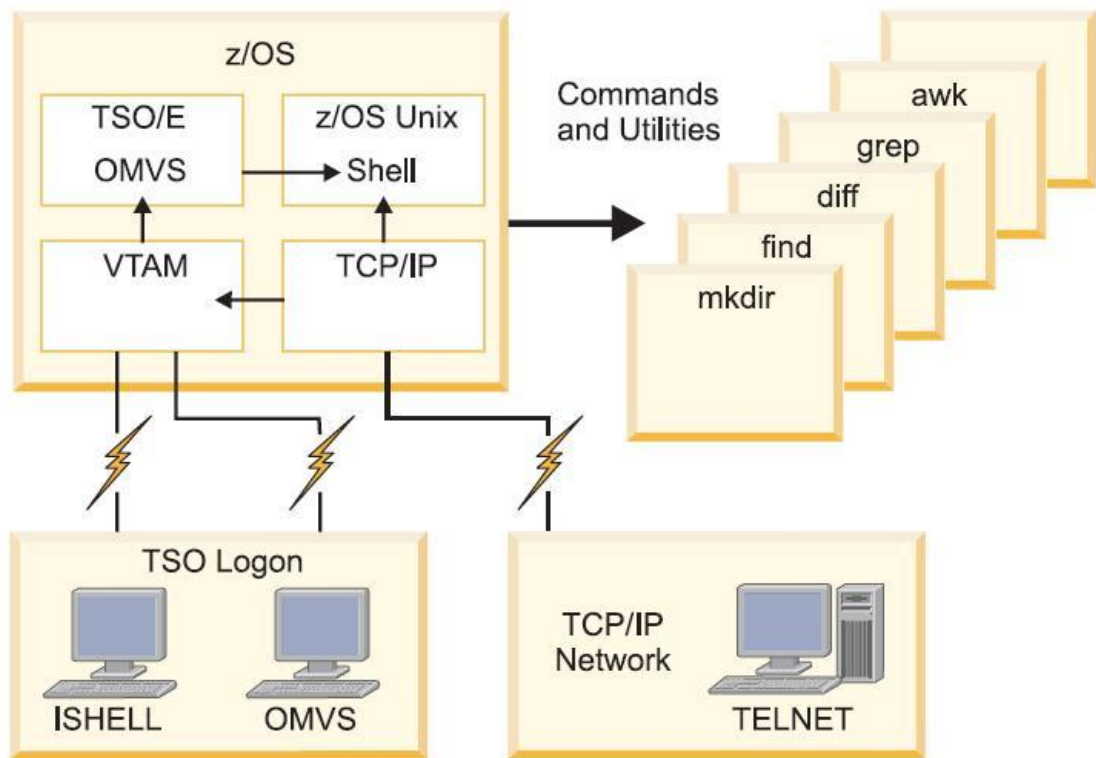 z/OS
TSO/E
OMVS
z/OS Unix
Shell
VTAM
TCP/IP
Commands
and Utilities
awk
grep
diff
find
mkdir
TSO Logon
ISHELL
OMVS
TCP/IP
Network
TELNET